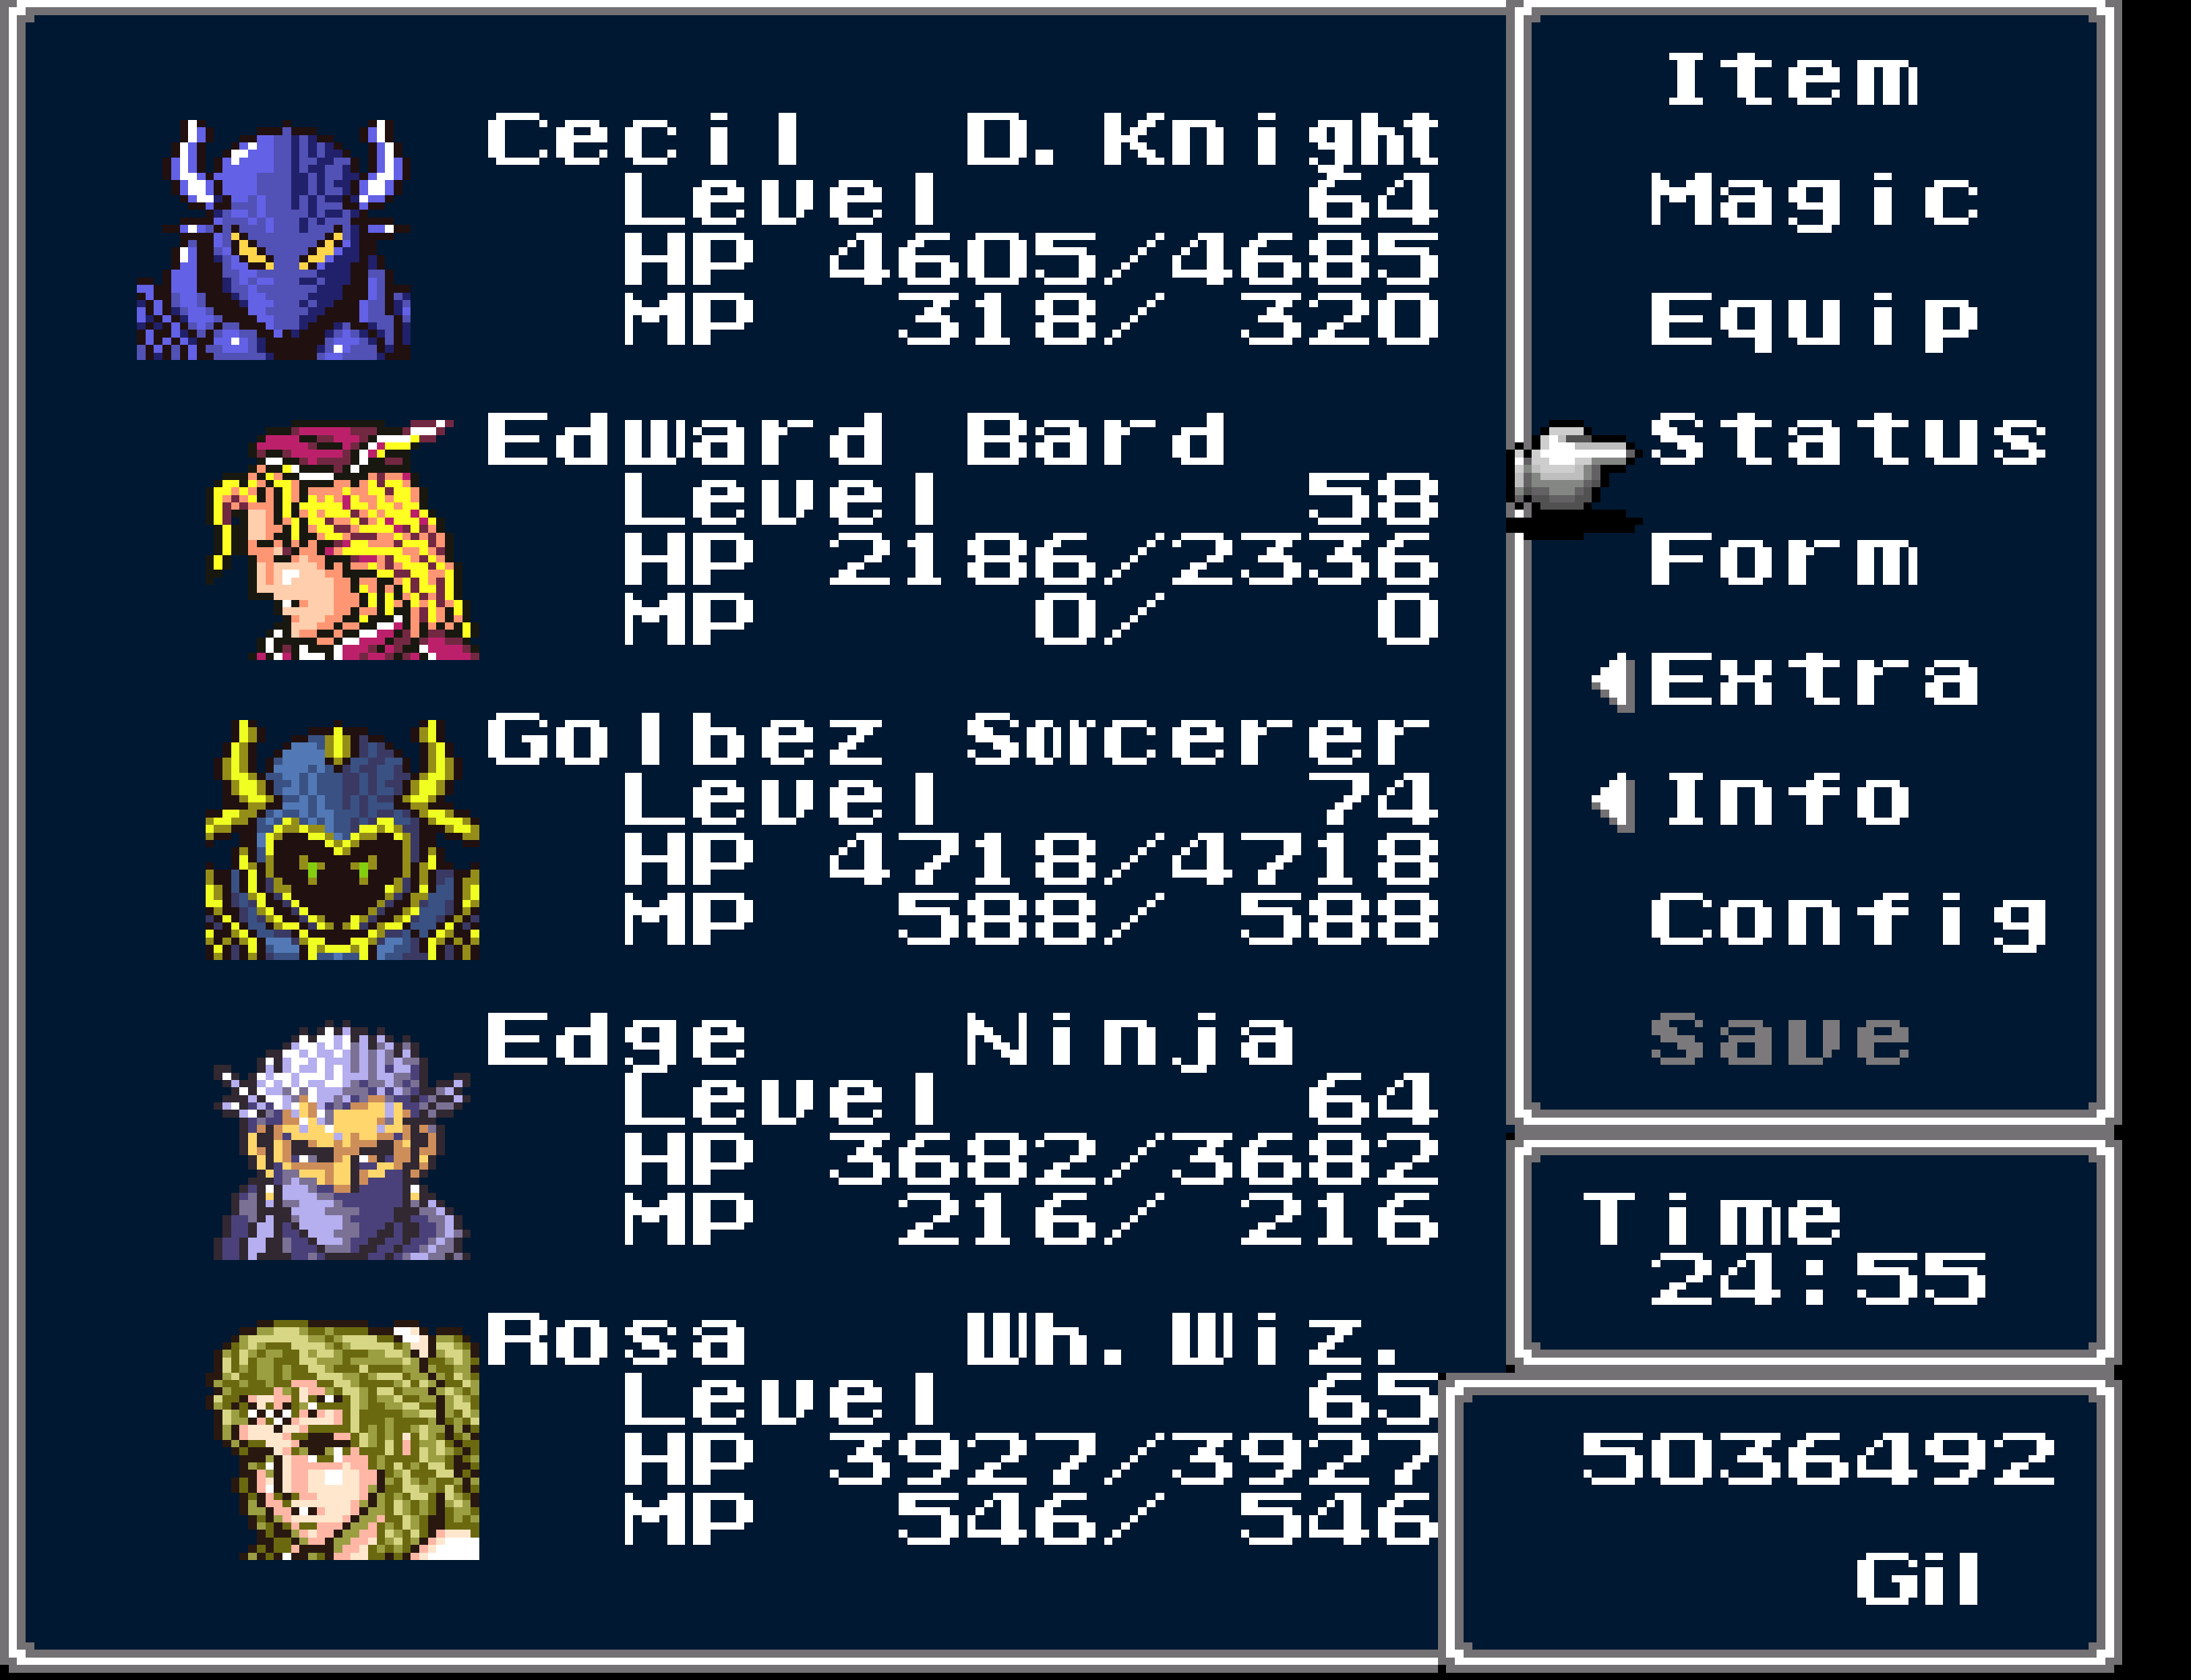 Cecil D.Knight
Level 64
HP 4605/4685
MP 318/ 320
Edward Bard
Level 58
HP 2186/2336
MP 0/ 0
Golbez Sorcerer
Level 74
HP 4718/4718
MP 588/ 588
Edge Ninja
Level 64
HP 3682/3682
MP 216/ 216
Rosa Wh.Wiz.
Level 65
HP 3927/3927
MP 546/ 546
Item
Magic
Equip
Status
Form
Extra
Info
Config
Save
Time
24:55
5036492
Gil